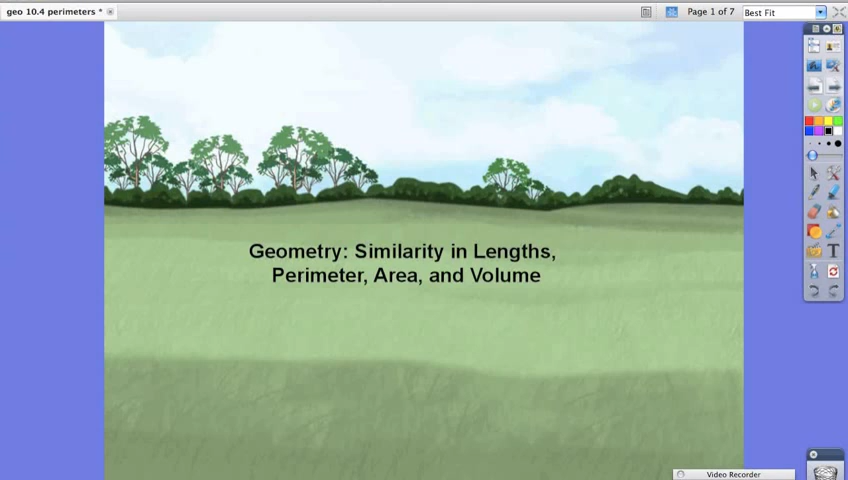 geo 10.4 perimeters *
Page 1 of 7
Best Fit
Geometry: Similarity in Lengths,
Perimeter, Area, and Volume
Video Recorder